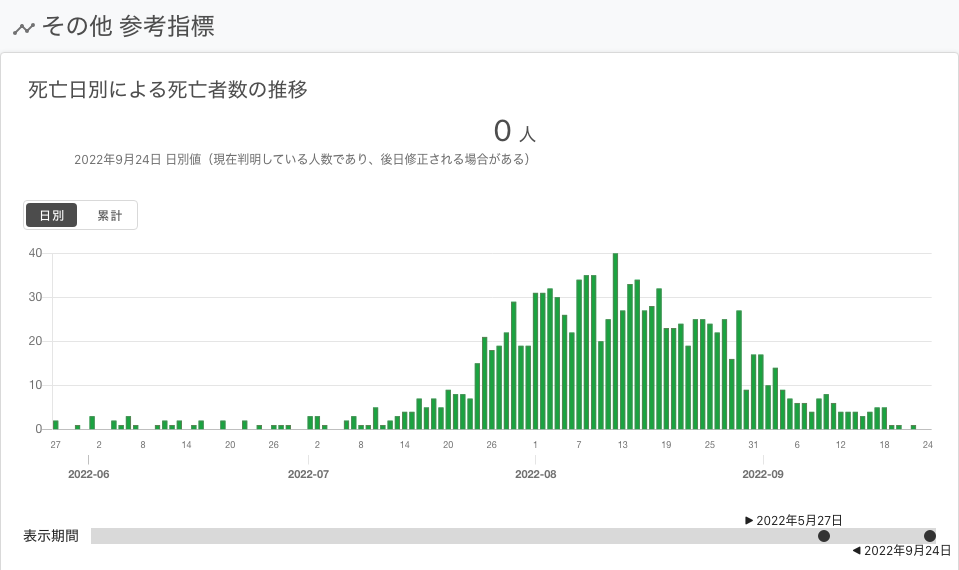 その他 参考指標
死亡日別による死亡者数の推移
0 人
2022年9月24日 日別値（現在判明している人数であり、後日修正される場合がある）
日別 累計
40
30
20
10
0
27 2 8 14 20 26 2 8 14 20 26 1 7 13 19 25 31 6 12 18 24
2022-06 2022-07 2022-08 2022-09
▶ 2022年5月27日
表示期間
◀ 2022年9月24日